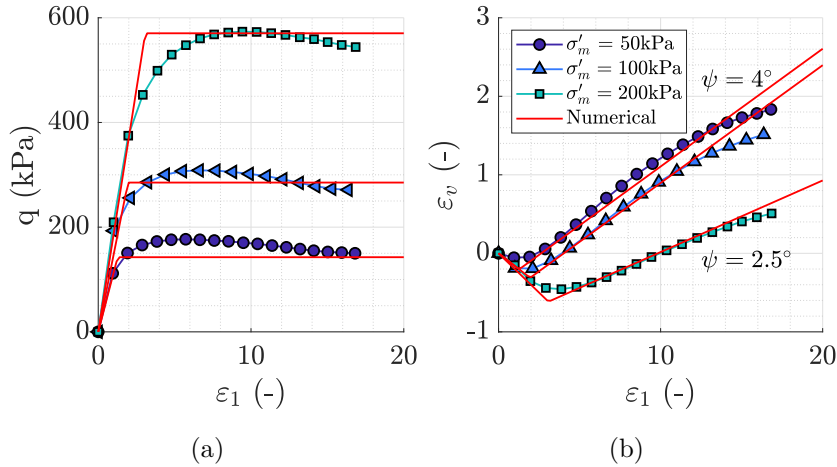 600
400
200
0
q (kPa)
0
10
20
ε₁ (-)
(a)
3
2
1
0
-1
εᵥ (-)
σ′ₘ = 50kPa
σ′ₘ = 100kPa
σ′ₘ = 200kPa
Numerical
ψ = 4°
ψ = 2.5°
0
10
20
ε₁ (-)
(b)